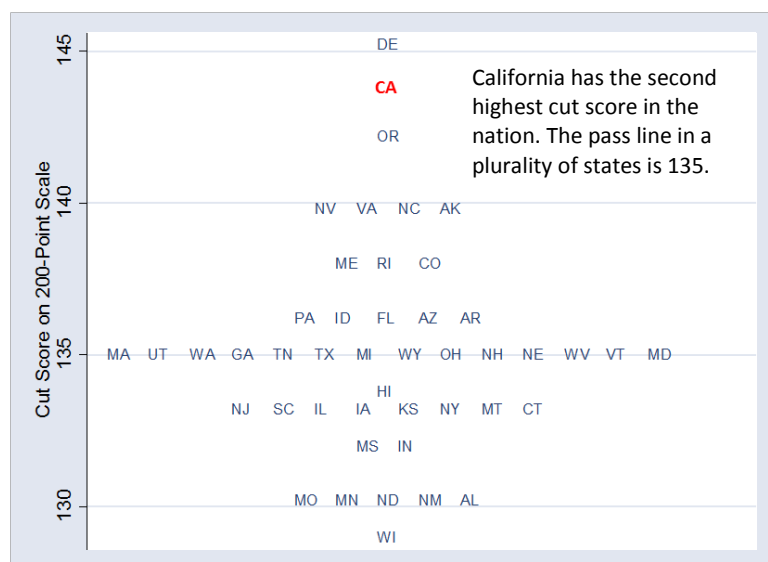 145
DE
CA
California has the second
highest cut score in the
nation. The pass line in a
plurality of states is 135.
OR
Cut Score on 200-Point Scale
140
NV VA NC AK
ME RI CO
PA ID FL AZ AR
135
MA UT WA GA TN TX MI WY OH NH NE WV VT MD
HI
NJ SC IL IA KS NY MT CT
MS IN
130
MO MN ND NM AL
WI